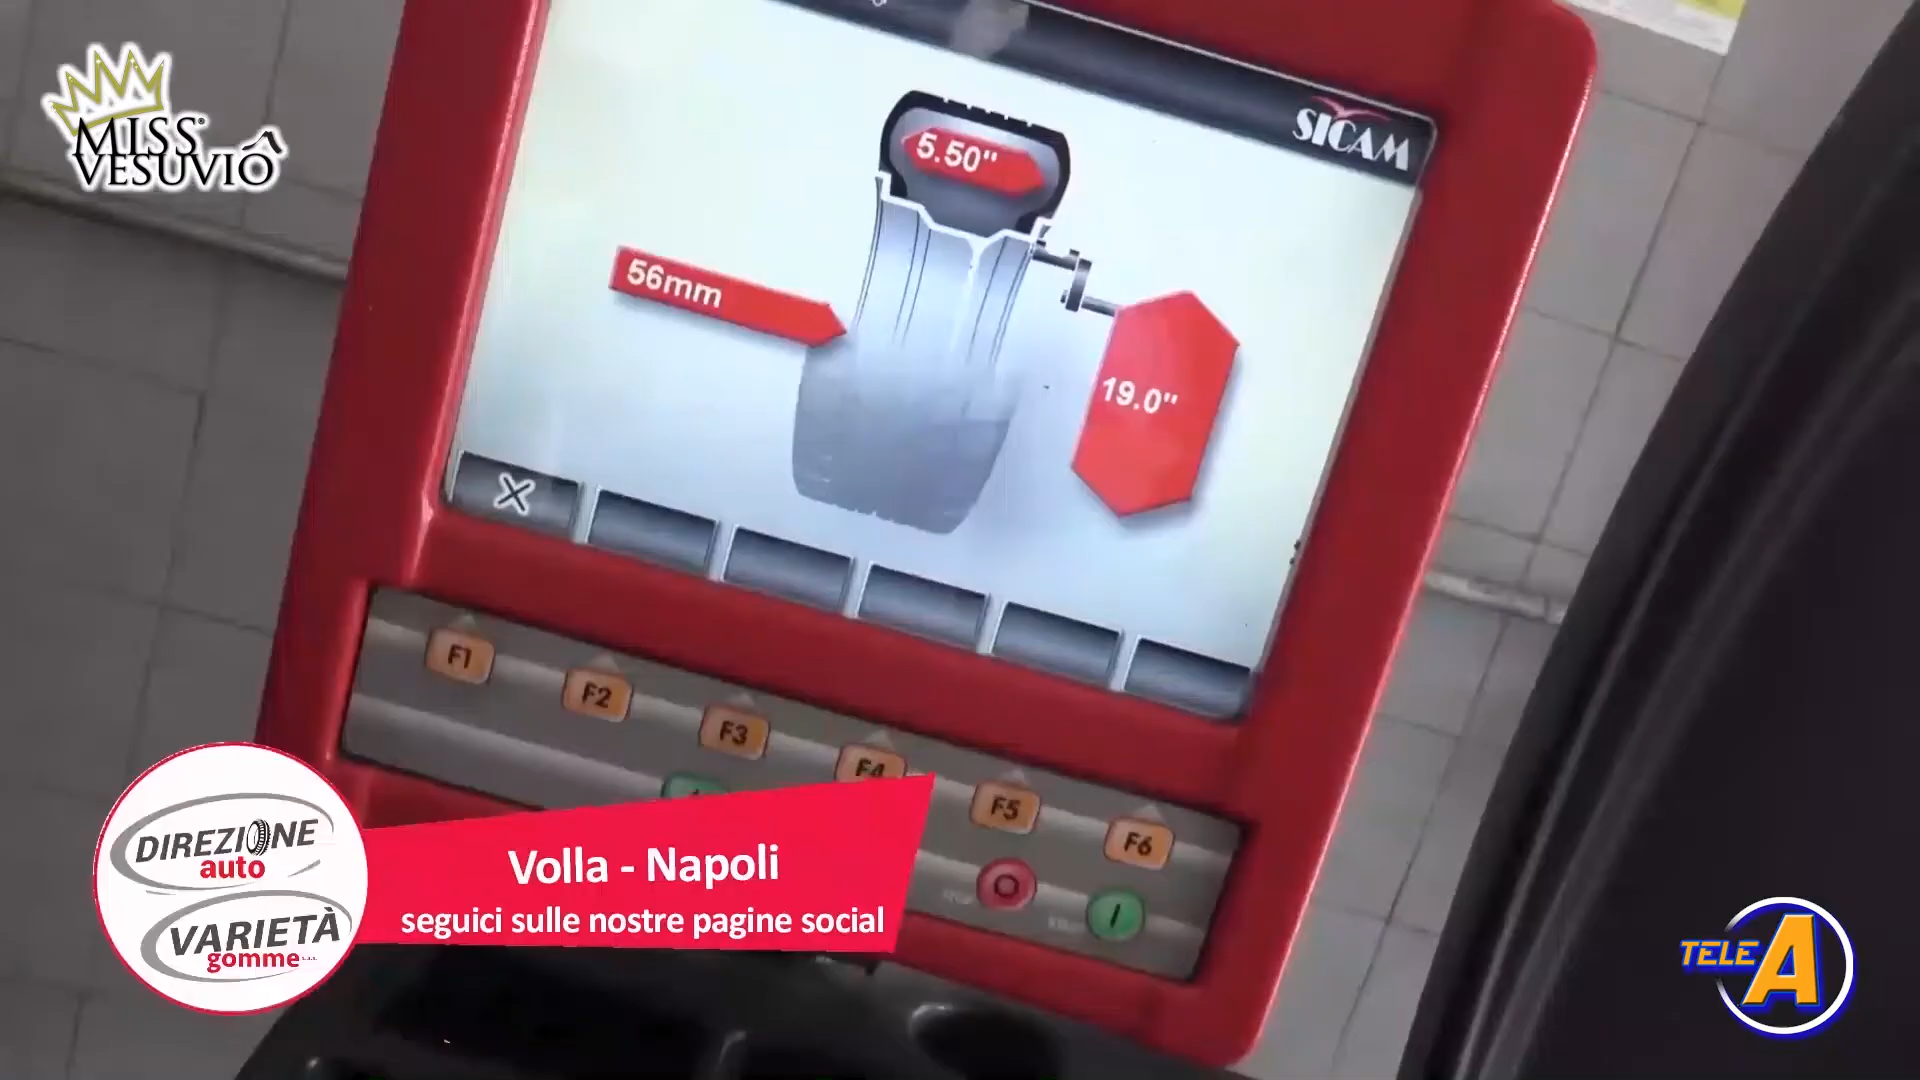 MISS
VESUVIO
SICAM
5.50"
56mm
19.0"
F1
F2
F3
F4
F5
F6
DIREZIONE
auto
VARIETÀ
gomme
Volla - Napoli
seguici sulle nostre pagine social
TELE A